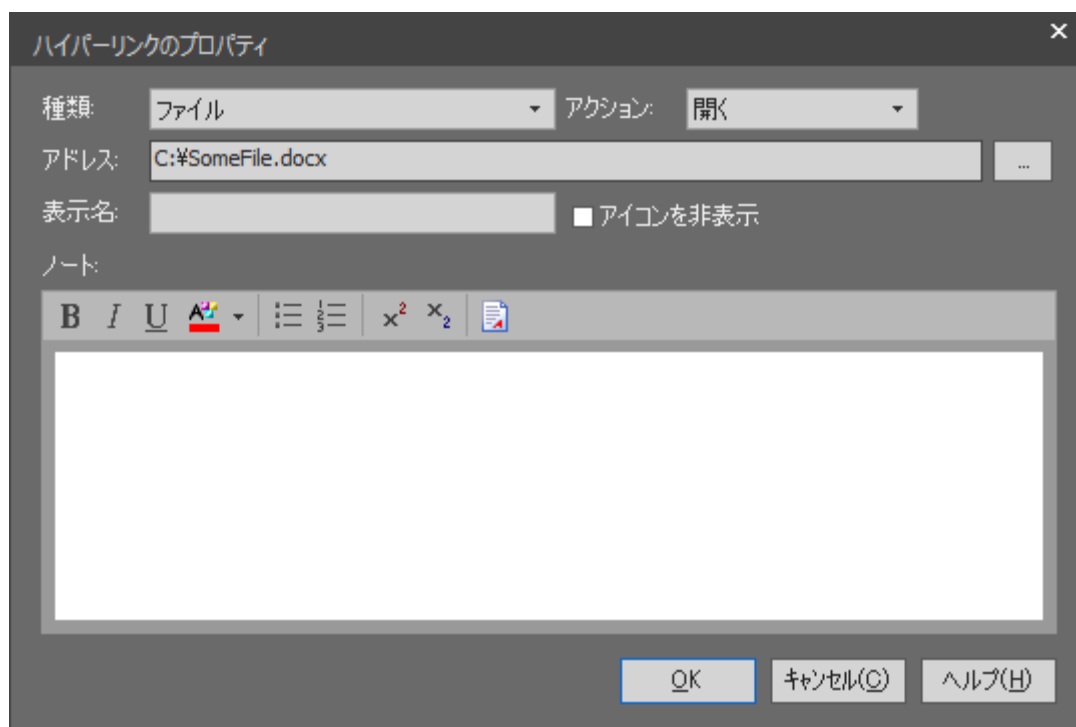 ハイパーリンクのプロパティ
種類: ファイル アクション: 開く
アドレス: C:¥SomeFile.docx ...
表示名: アイコンを非表示
ノート:
B I U A x² x₂
OK キャンセル(C) ヘルプ(H)